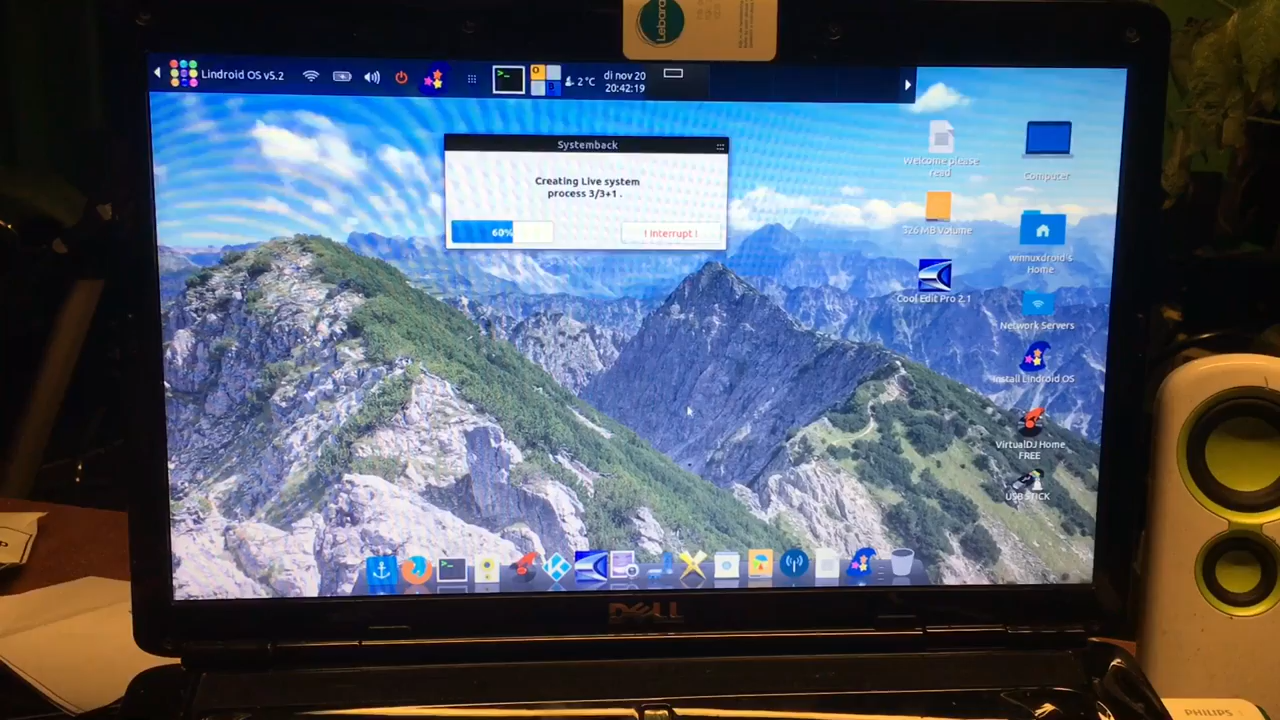 Lebara
Lindroid OS v5.2
2 °C
di nov 20
20:42:19
Systemback
Creating Live system
process 3/3+1 .
60%
! Interrupt !
Welcome please
read
Computer
326 MB Volume
winnuxdroid's
Home
Cool Edit Pro 2.1
Network Servers
Install Lindroid OS
VirtualDJ Home
FREE
USB STICK
DELL
PHILIPS